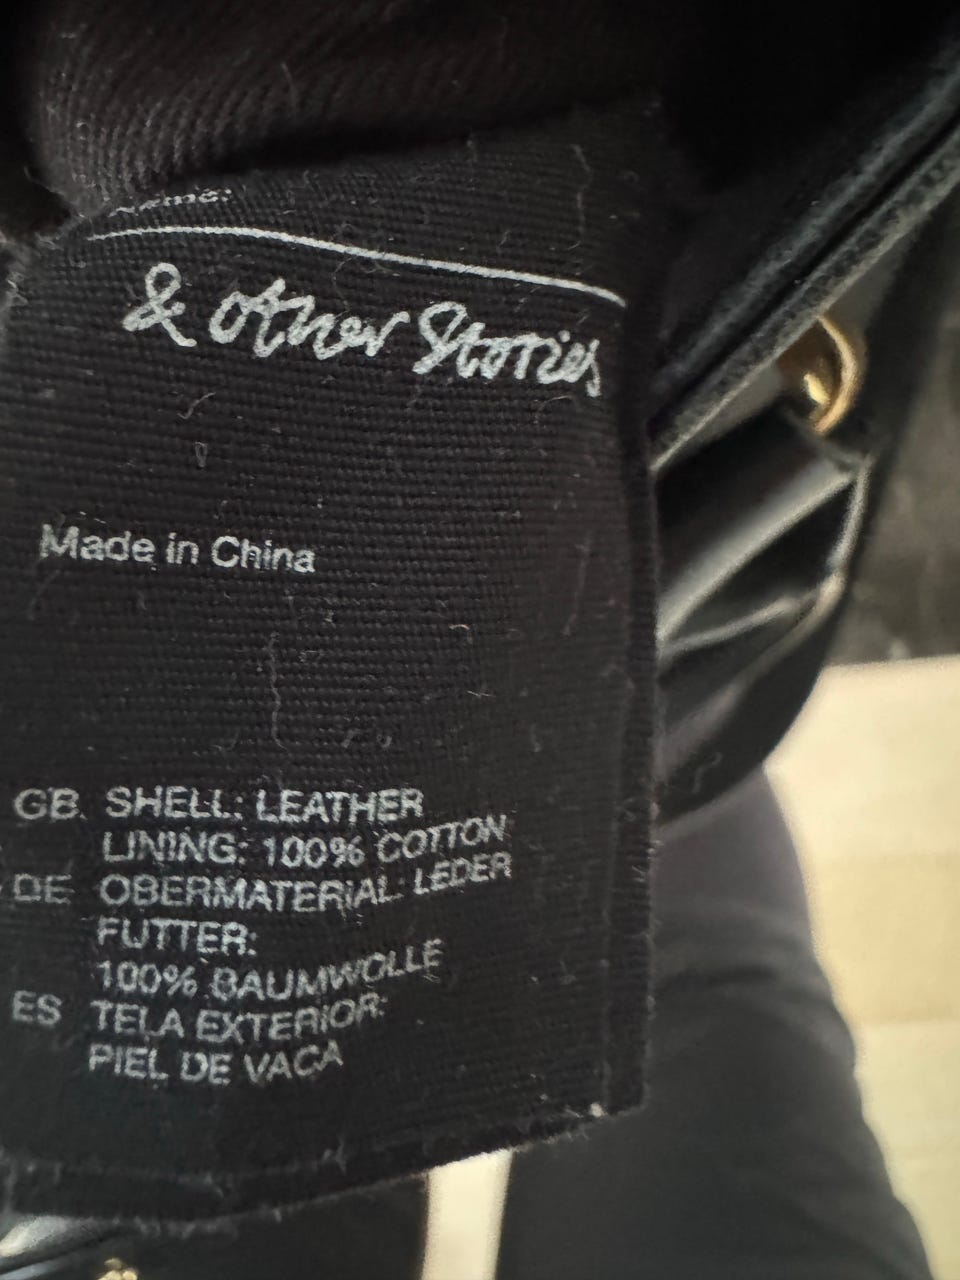 Name:
& other Stories
Made in China
GB SHELL: LEATHER
LINING: 100% COTTON
DE OBERMATERIAL: LEDER
FUTTER:
100% BAUMWOLLE
ES TELA EXTERIOR:
PIEL DE VACA